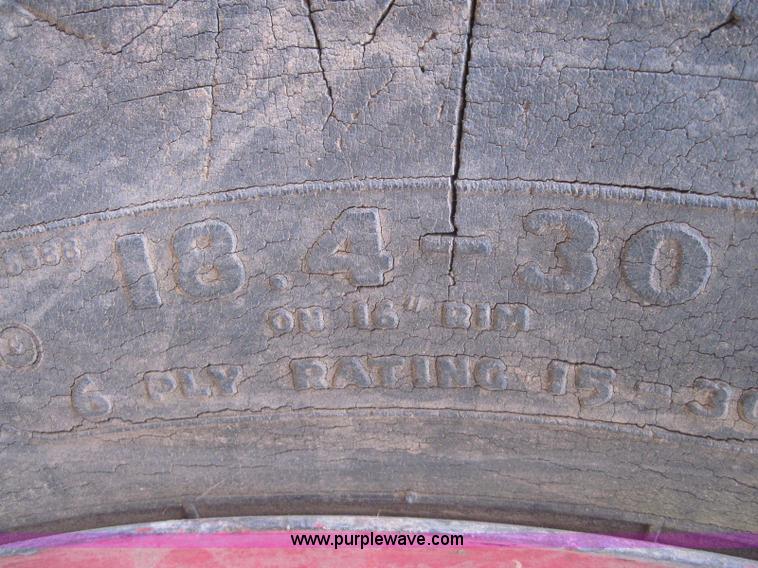 18.4-30
ON 16" RIM
6 PLY RATING 15-30
www.purplewave.com